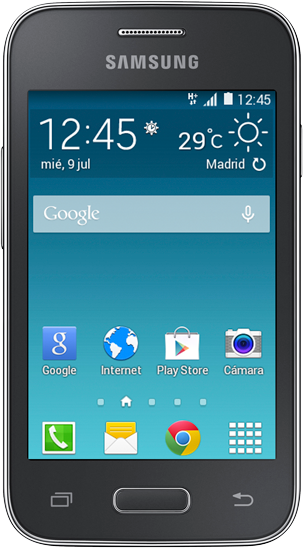 SAMSUNG
H+ 12:45
12:45 29°C
mié, 9 jul Madrid
Google
g
Google Internet Play Store Cámara